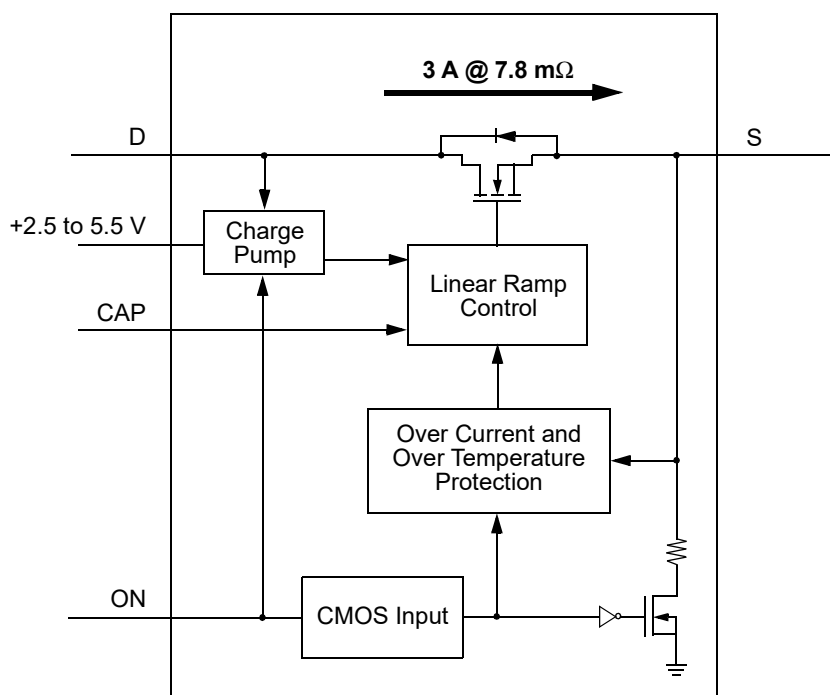 3 A @ 7.8 mΩ
D
S
+2.5 to 5.5 V
Charge
Pump
Linear Ramp
Control
CAP
Over Current and
Over Temperature
Protection
ON
CMOS Input